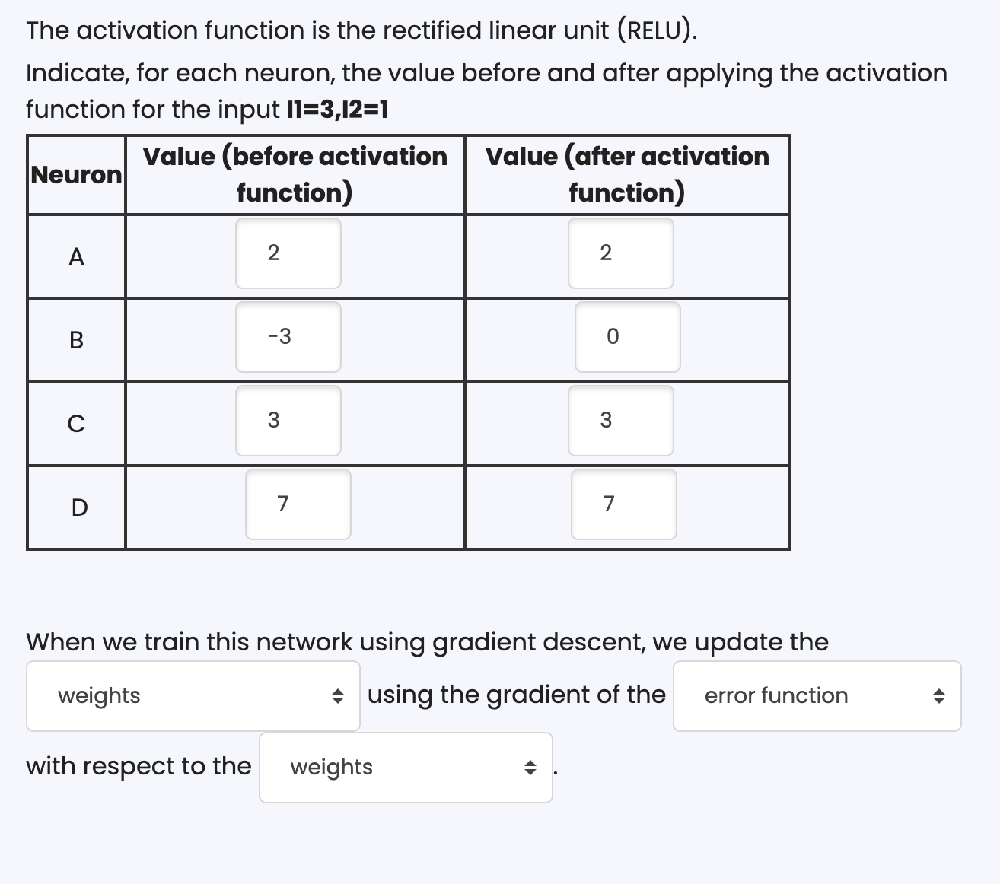 The activation function is the rectified linear unit (RELU).
Indicate, for each neuron, the value before and after applying the activation
function for the input I1=3,I2=1
Neuron Value (before activation function) Value (after activation function)
A 2 2
B -3 0
C 3 3
D 7 7
When we train this network using gradient descent, we update the
weights using the gradient of the error function
with respect to the weights .